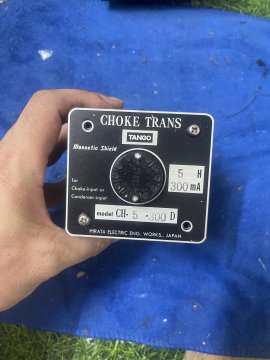 CHOKE TRANS
TANGO
Magnetic Shield
5 H
300 mA
for
Choke-input or
Condenser-input
model CH- 5 - 300 D
HIRATA ELECTRIC ENG. WORKS., JAPAN